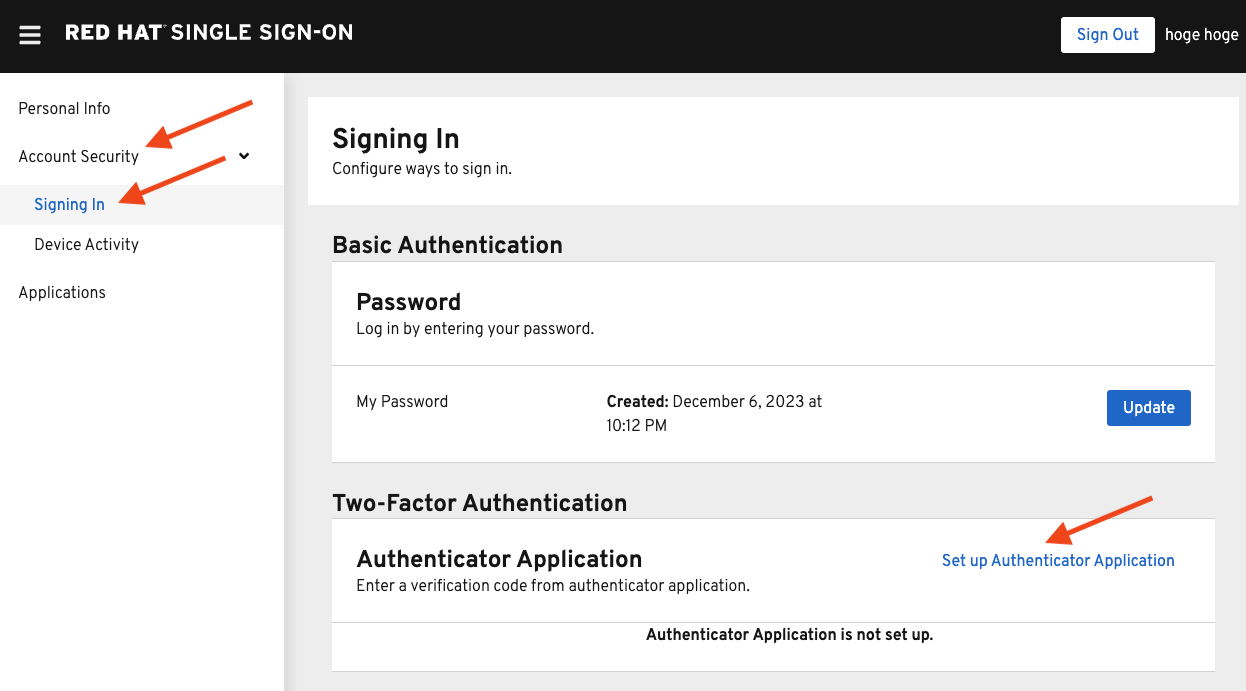 RED HAT® SINGLE SIGN-ON
Sign Out
hoge hoge
Personal Info
Account Security
Signing In
Device Activity
Applications
Signing In
Configure ways to sign in.
Basic Authentication
Password
Log in by entering your password.
My Password
Created: December 6, 2023 at
10:12 PM
Update
Two-Factor Authentication
Authenticator Application
Set up Authenticator Application
Enter a verification code from authenticator application.
Authenticator Application is not set up.